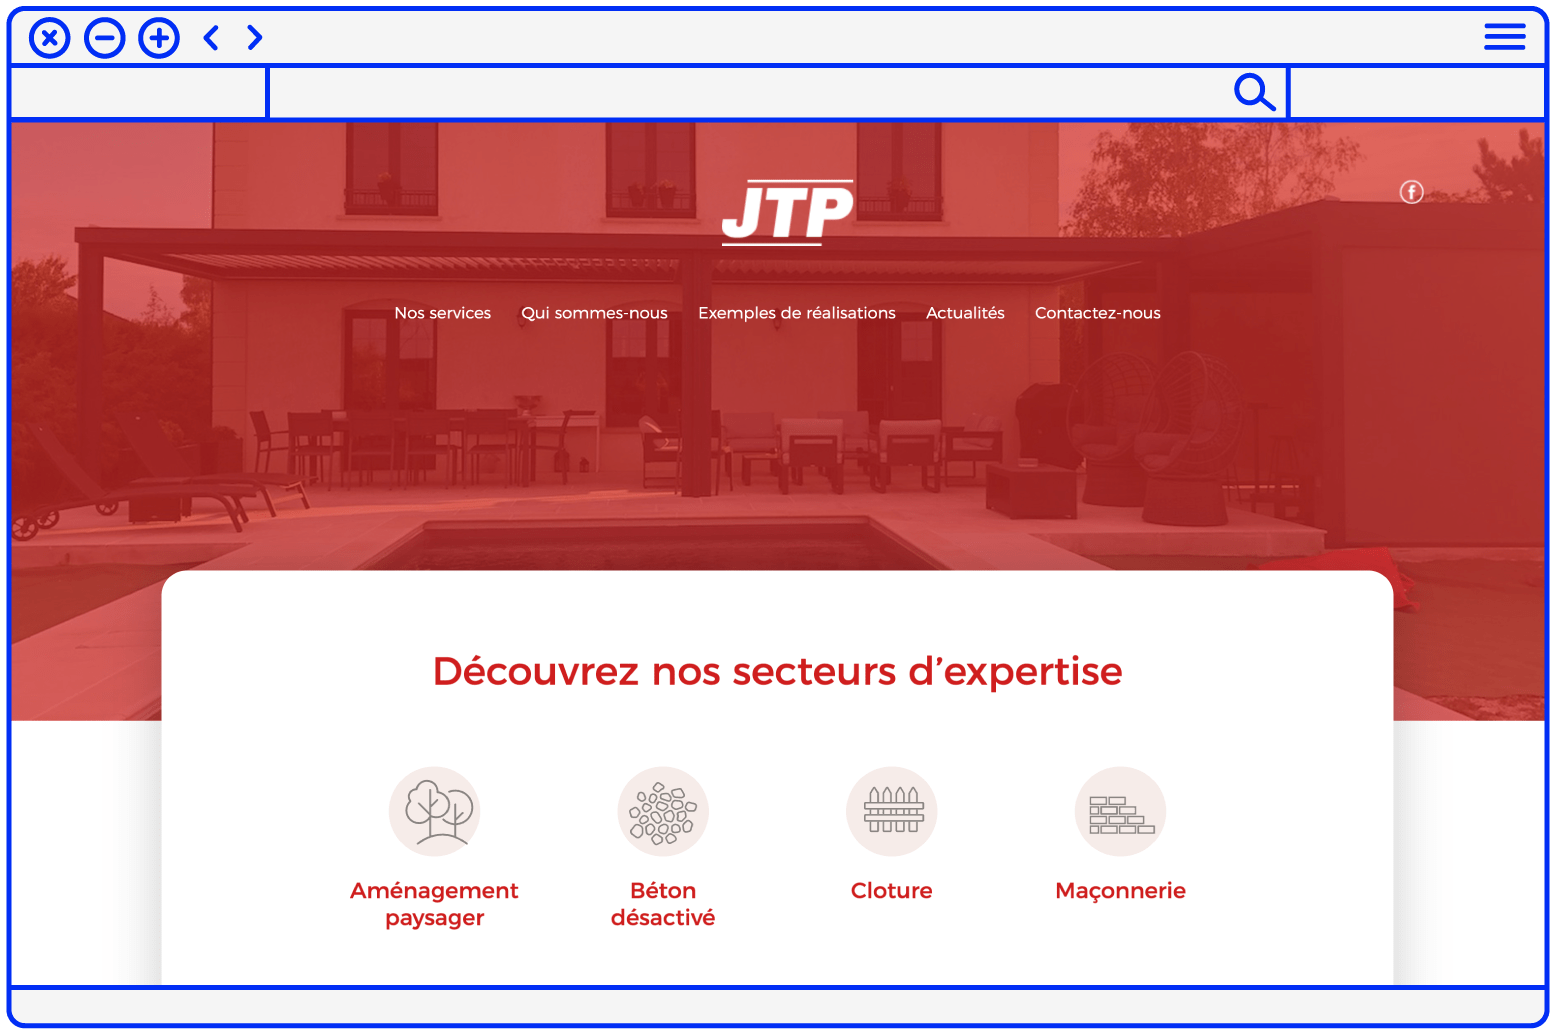 JTP
Nos services Qui sommes-nous Exemples de réalisations Actualités Contactez-nous
Découvrez nos secteurs d’expertise
Aménagement
paysager
Béton
désactivé
Cloture
Maçonnerie